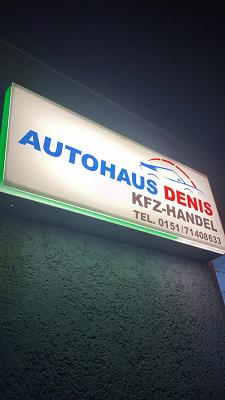 AUTOHAUS DENIS
KFZ-HANDEL
TEL. 0151/71408633